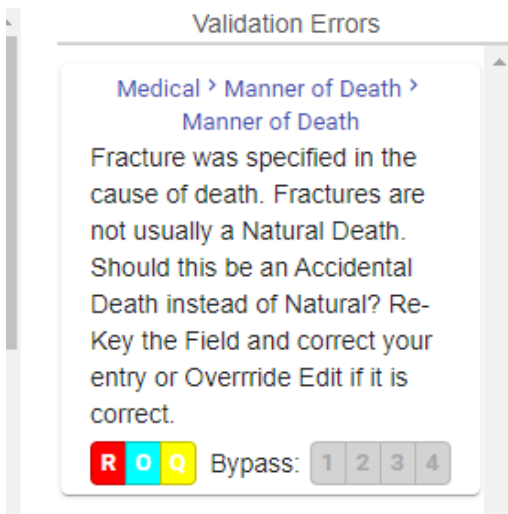 Validation Errors
Medical > Manner of Death >
Manner of Death
Fracture was specified in the
cause of death. Fractures are
not usually a Natural Death.
Should this be an Accidental
Death instead of Natural? Re-
Key the Field and correct your
entry or Overrride Edit if it is
correct.
R O Q Bypass: 1 2 3 4